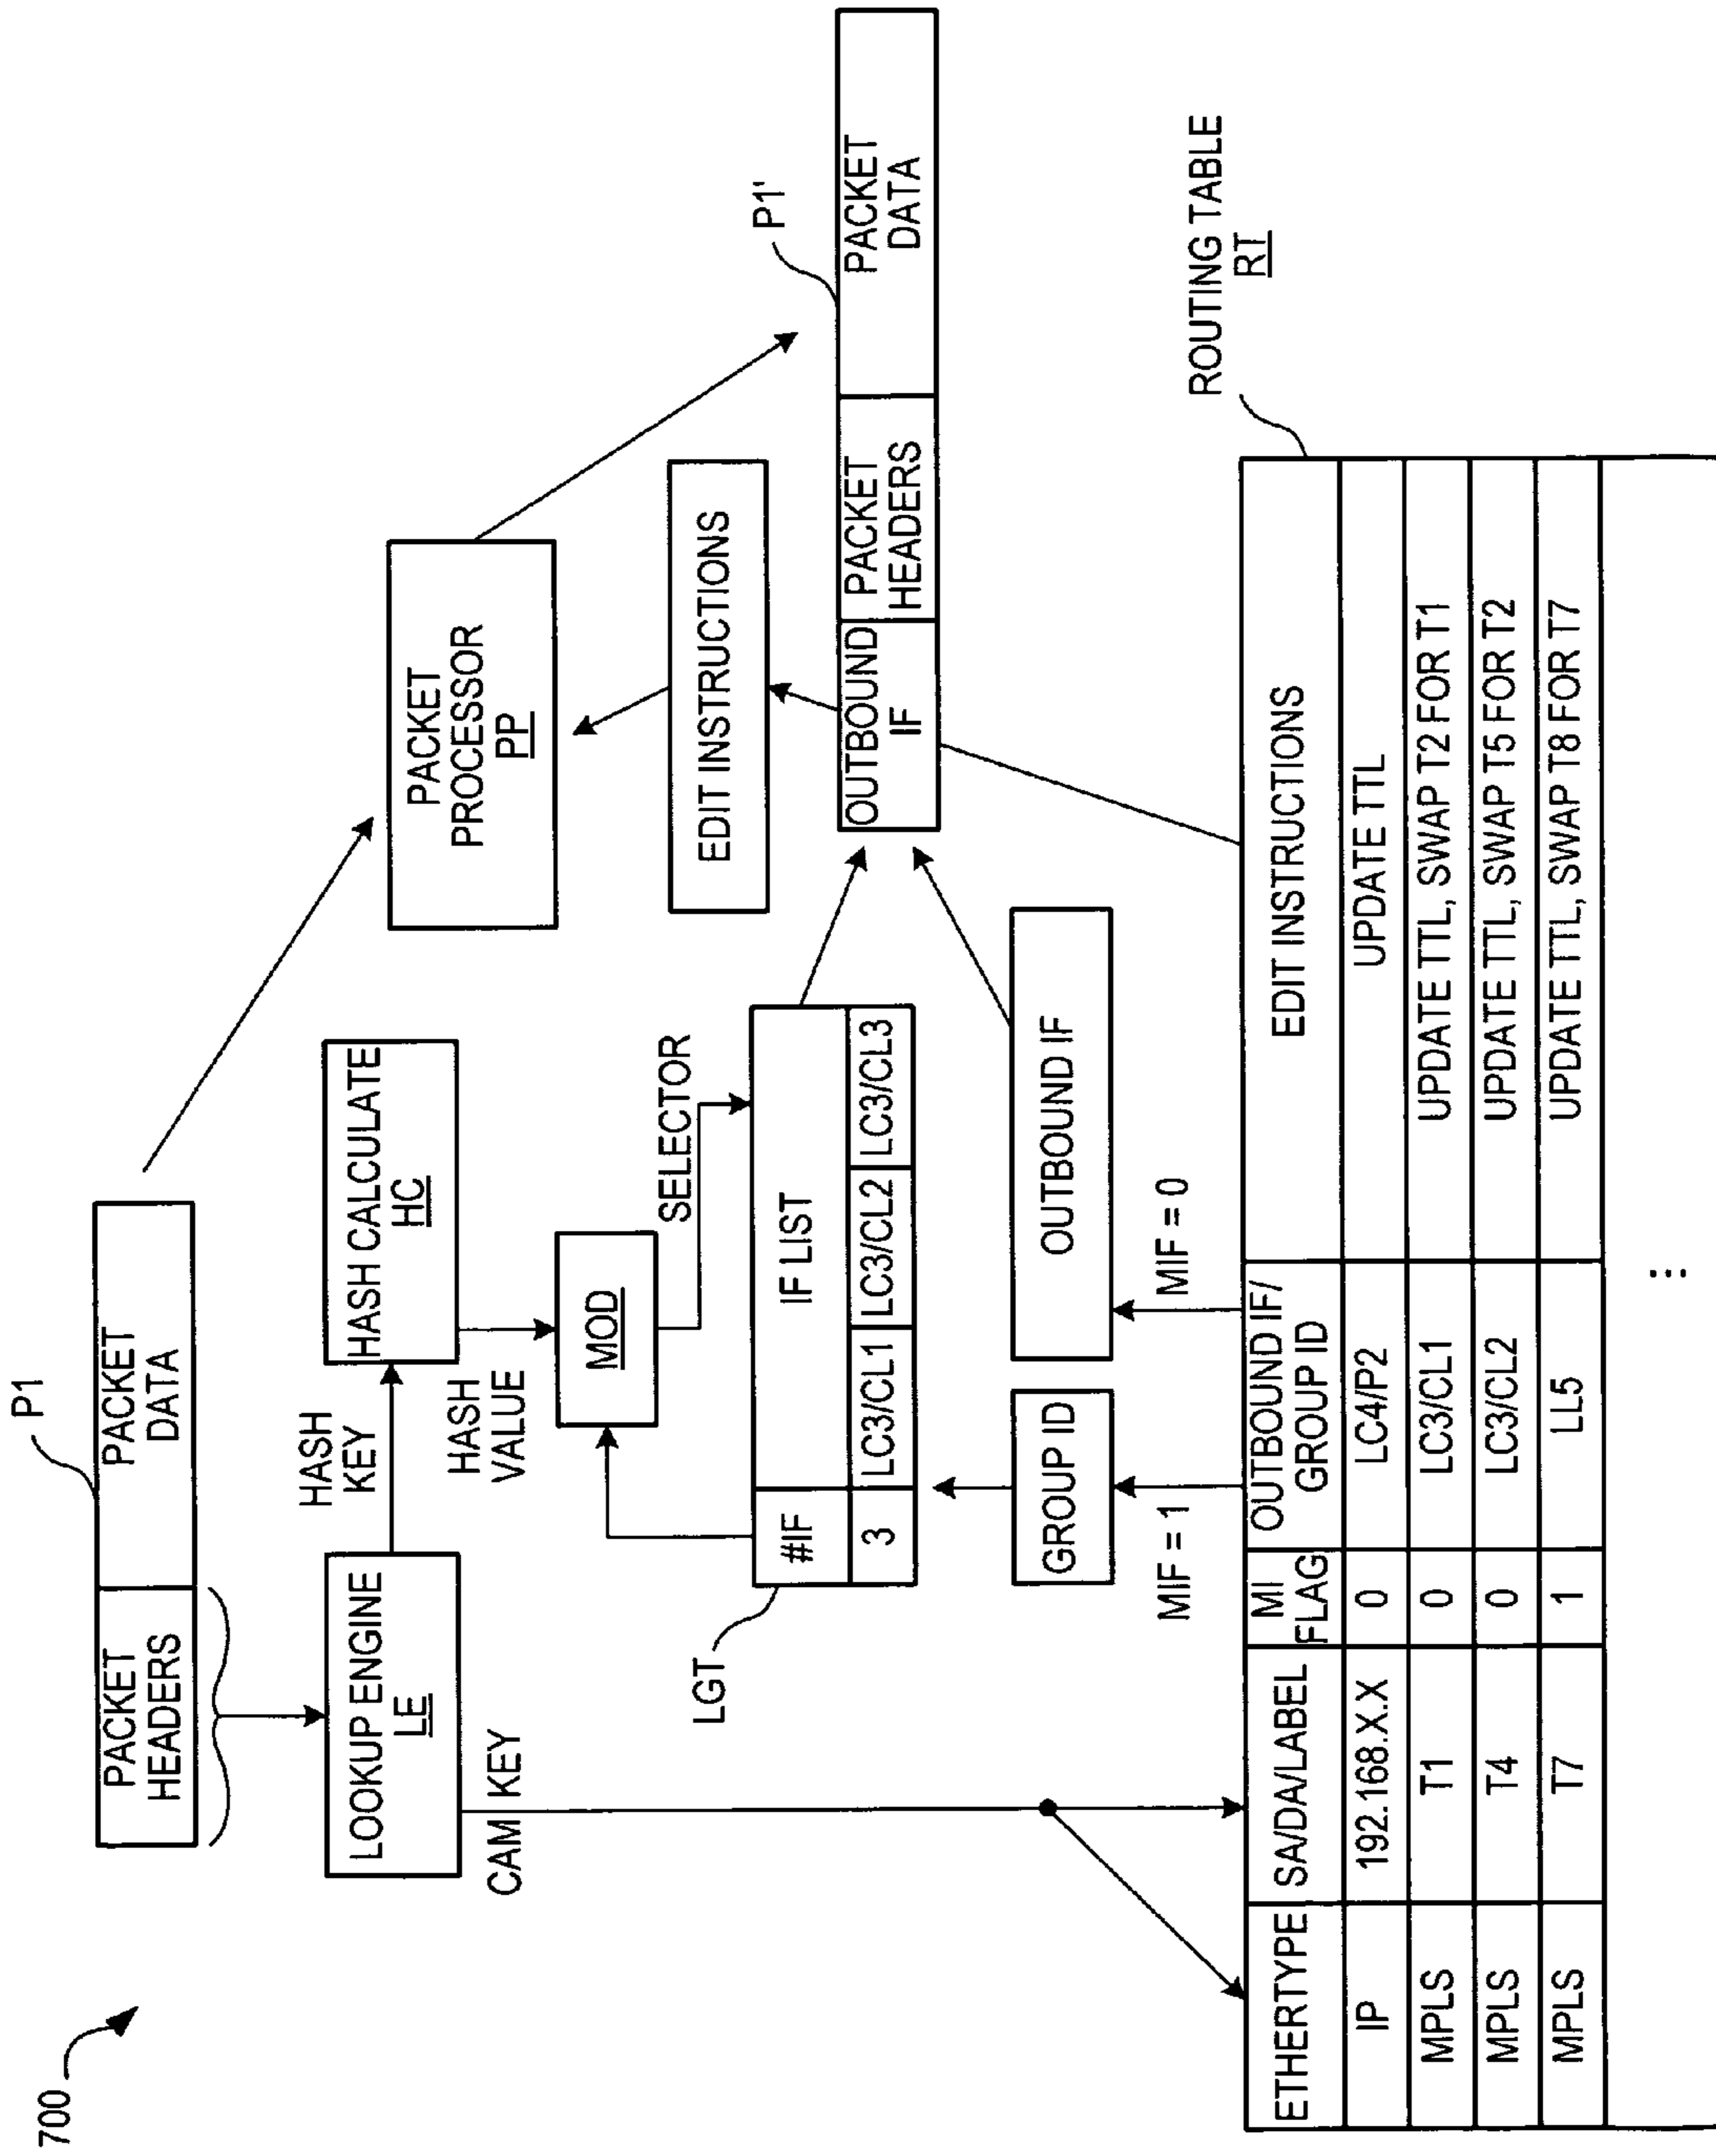 700
P1
PACKET
HEADERS
PACKET
DATA
LOOKUP ENGINE
LE
HASH
KEY
HASH CALCULATE
HC
PACKET
PROCESSOR
PP
CAM KEY
HASH
VALUE
MOD
SELECTOR
EDIT INSTRUCTIONS
LGT
#IF
IF LIST
3
LC3/CL1
LC3/CL2
LC3/CL3
P1'
OUTBOUND
IF
PACKET
HEADERS
PACKET
DATA
GROUP ID
OUTBOUND IF
MIF = 1
MIF = 0
ROUTING TABLE
RT
ETHERTYPE
SA/DA/LABEL
MI
FLAG
OUTBOUND IF/
GROUP ID
EDIT INSTRUCTIONS
IP
192.168.X.X
0
LC4/P2
UPDATE TTL
MPLS
T1
0
LC3/CL1
UPDATE TTL, SWAP T2 FOR T1
MPLS
T4
0
LC3/CL2
UPDATE TTL, SWAP T5 FOR T2
MPLS
T7
1
LL5
UPDATE TTL, SWAP T8 FOR T7
...